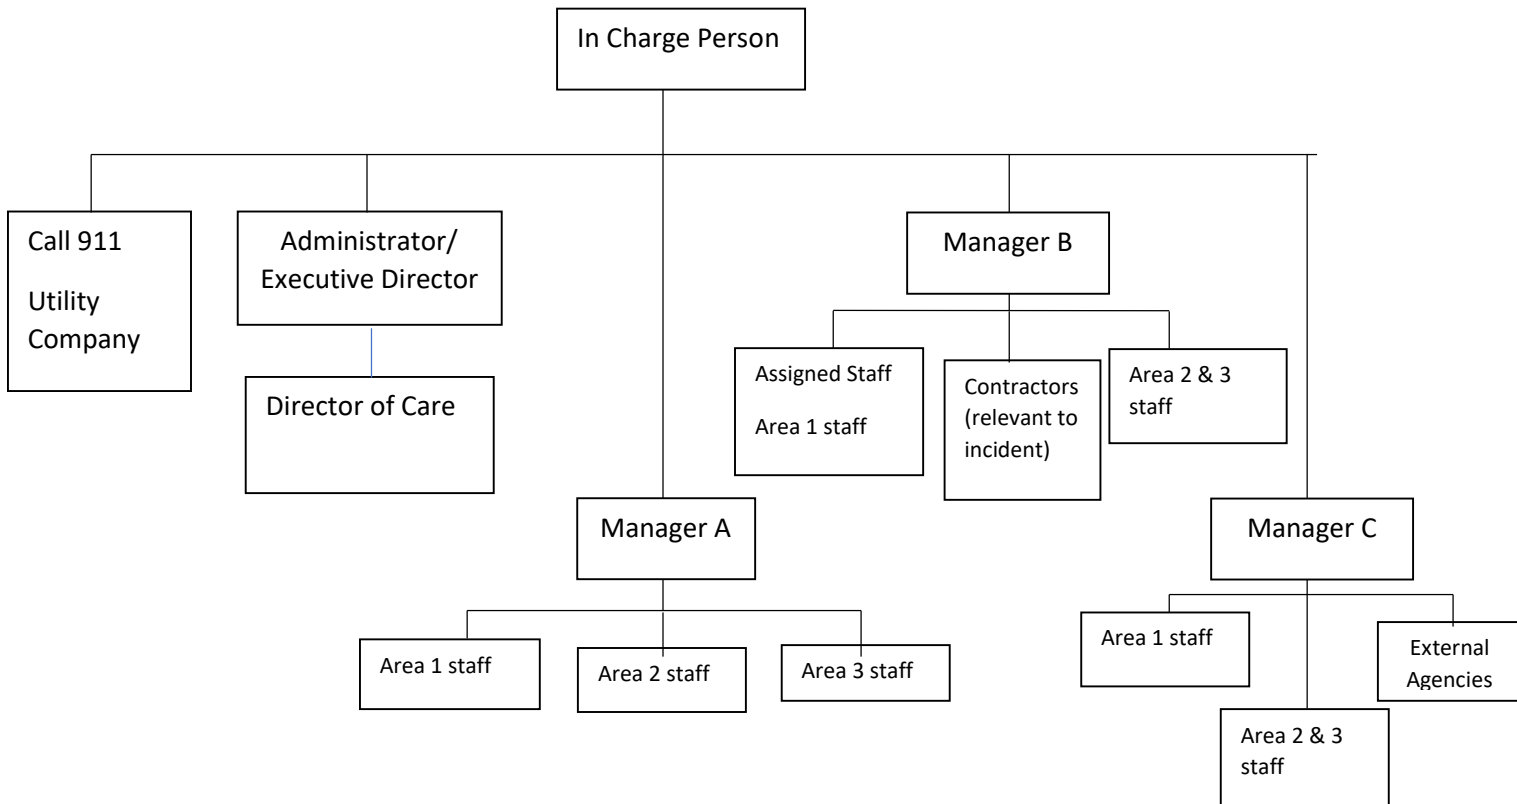 In Charge Person
Call 911
Utility
Company
Administrator/
Executive Director
Director of Care
Manager B
Assigned Staff
Area 1 staff
Contractors
(relevant to
incident)
Area 2 & 3
staff
Manager A
Area 1 staff
Area 2 staff
Area 3 staff
Manager C
Area 1 staff
Area 2 & 3
staff
External
Agencies